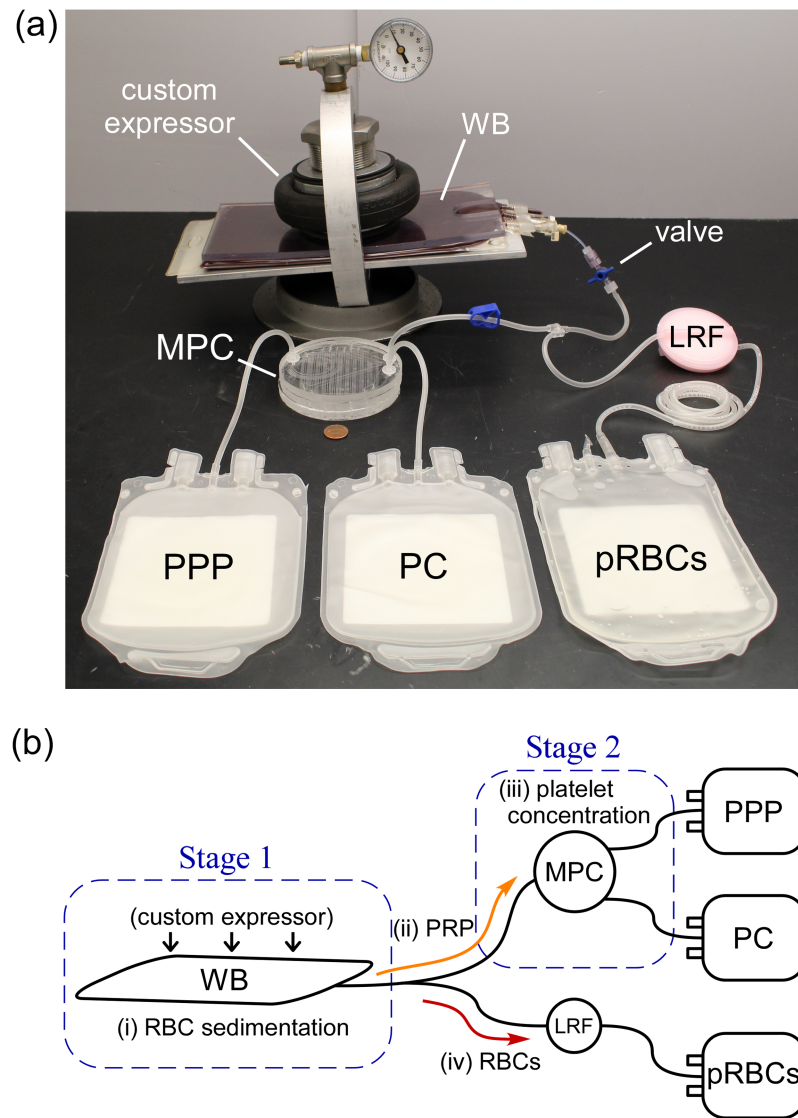 (a)
custom
expressor
WB
valve
MPC
LRF
PPP
PC
pRBCs
(b)
Stage 2
(iii) platelet
concentration
PPP
Stage 1
MPC
(custom expressor)
(ii) PRP
WB
PC
(i) RBC sedimentation
LRF
(iv) RBCs
pRBCs